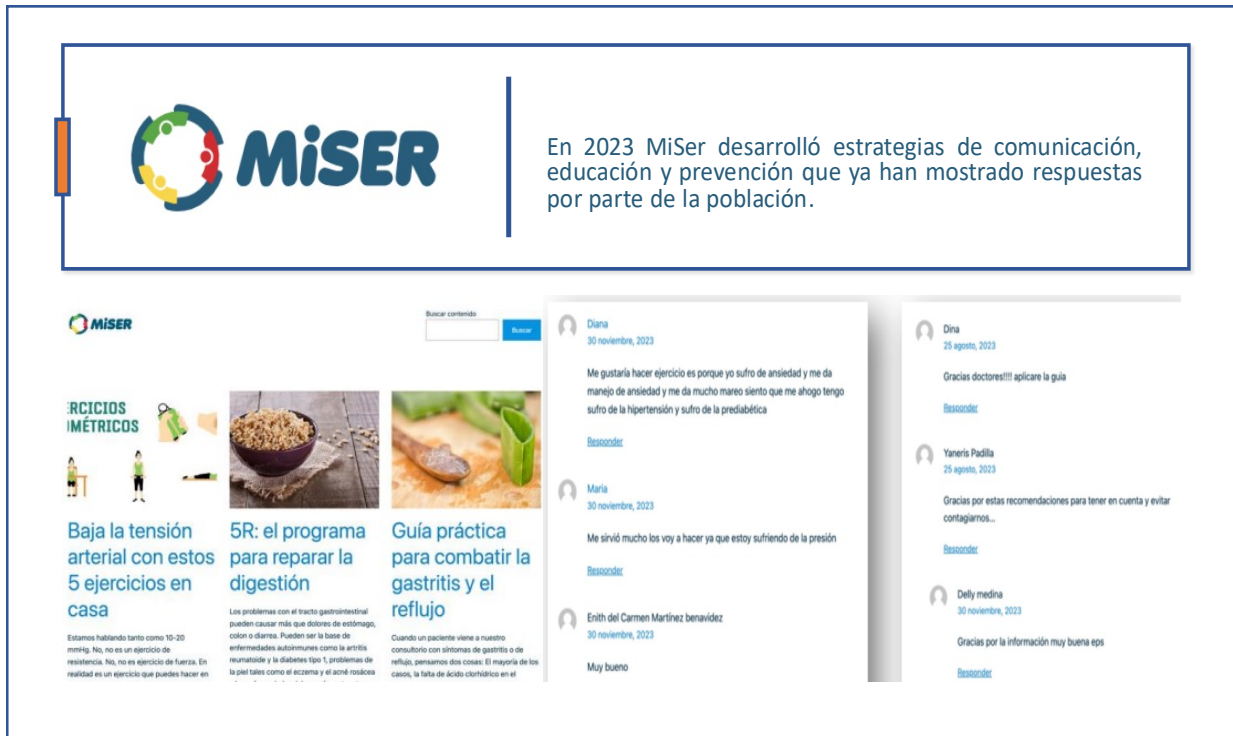 MiSER
En 2023 MiSer desarrolló estrategias de comunicación,
educación y prevención que ya han mostrado respuestas
por parte de la población.
MiSER
Buscar contenido
Buscar
RCICIOS
OMÉTRICOS
Baja la tensión
arterial con estos
5 ejercicios en
casa
Estamos hablando tanto como 10-20
mmHg. No, no es un ejercicio de
resistencia. No, no es ejercicio de fuerza. En
realidad es un ejercicio que puedes hacer en
5R: el programa
para reparar la
digestión
Los problemas con el tracto gastrointestinal
pueden causar más que dolores de estómago,
colon o diarrea. Pueden ser la base de
enfermedades autoinmunes como la artritis
reumatoide y la diabetes tipo 1, problemas de
la piel tales como el eczema y el acné rosácea
Guía práctica
para combatir la
gastritis y el
reflujo
Cuando un paciente viene a nuestro
consultorio con síntomas de gastritis o de
reflujo, pensamos dos cosas: El mayoría de los
casos, la falta de ácido clorhídrico en el
Diana
30 noviembre, 2023
Me gustaría hacer ejercicio es porque yo sufro de ansiedad y me da
manejo de ansiedad y me da mucho mareo siento que me ahogo tengo
sufro de la hipertensión y sufro de la prediabética
Responder
María
30 noviembre, 2023
Me sirvió mucho los voy a hacer ya que estoy sufriendo de la presión
Responder
Enith del Carmen Martínez benavidez
30 noviembre, 2023
Muy bueno
Dina
25 agosto, 2023
Gracias doctores!!!! aplicare la guia
Responder
Yaneris Padilla
25 agosto, 2023
Gracias por estas recomendaciones para tener en cuenta y evitar
contagiarnos...
Responder
Delly medina
30 noviembre, 2023
Gracias por la información muy buena eps
Responder